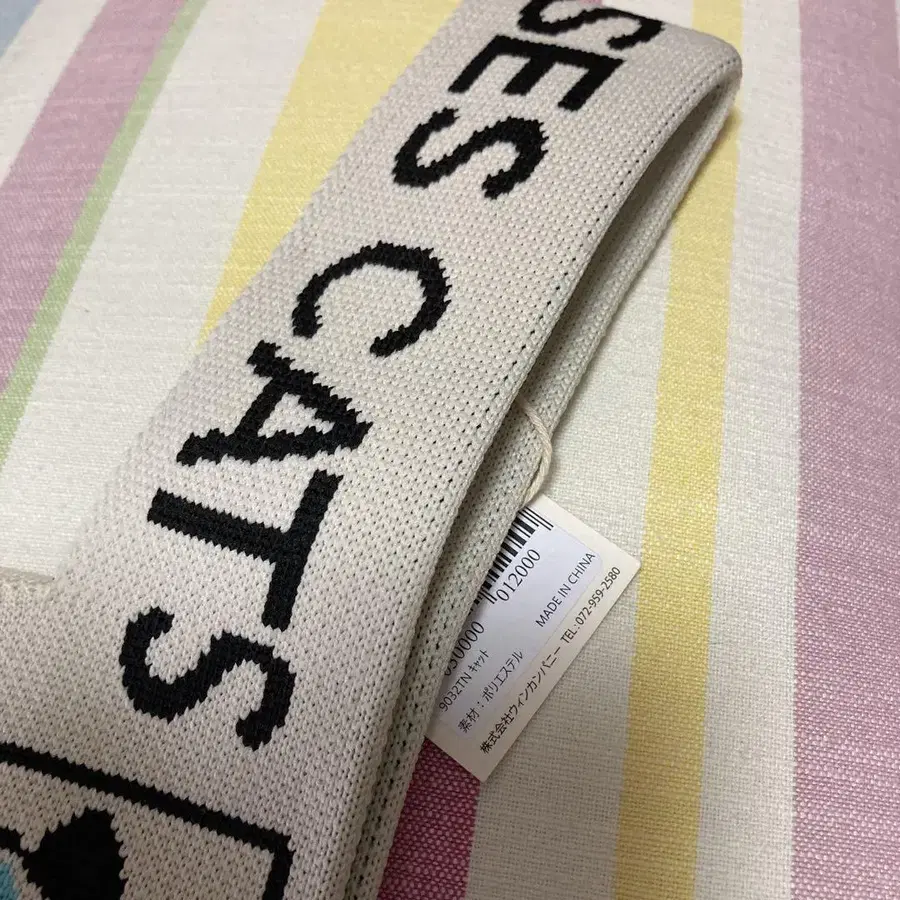 SES CATS
50000 012000
9032TN キャット
素材：ポリエステル MADE IN CHINA
株式会社ウィンカンパニー TEL：072-959-2580